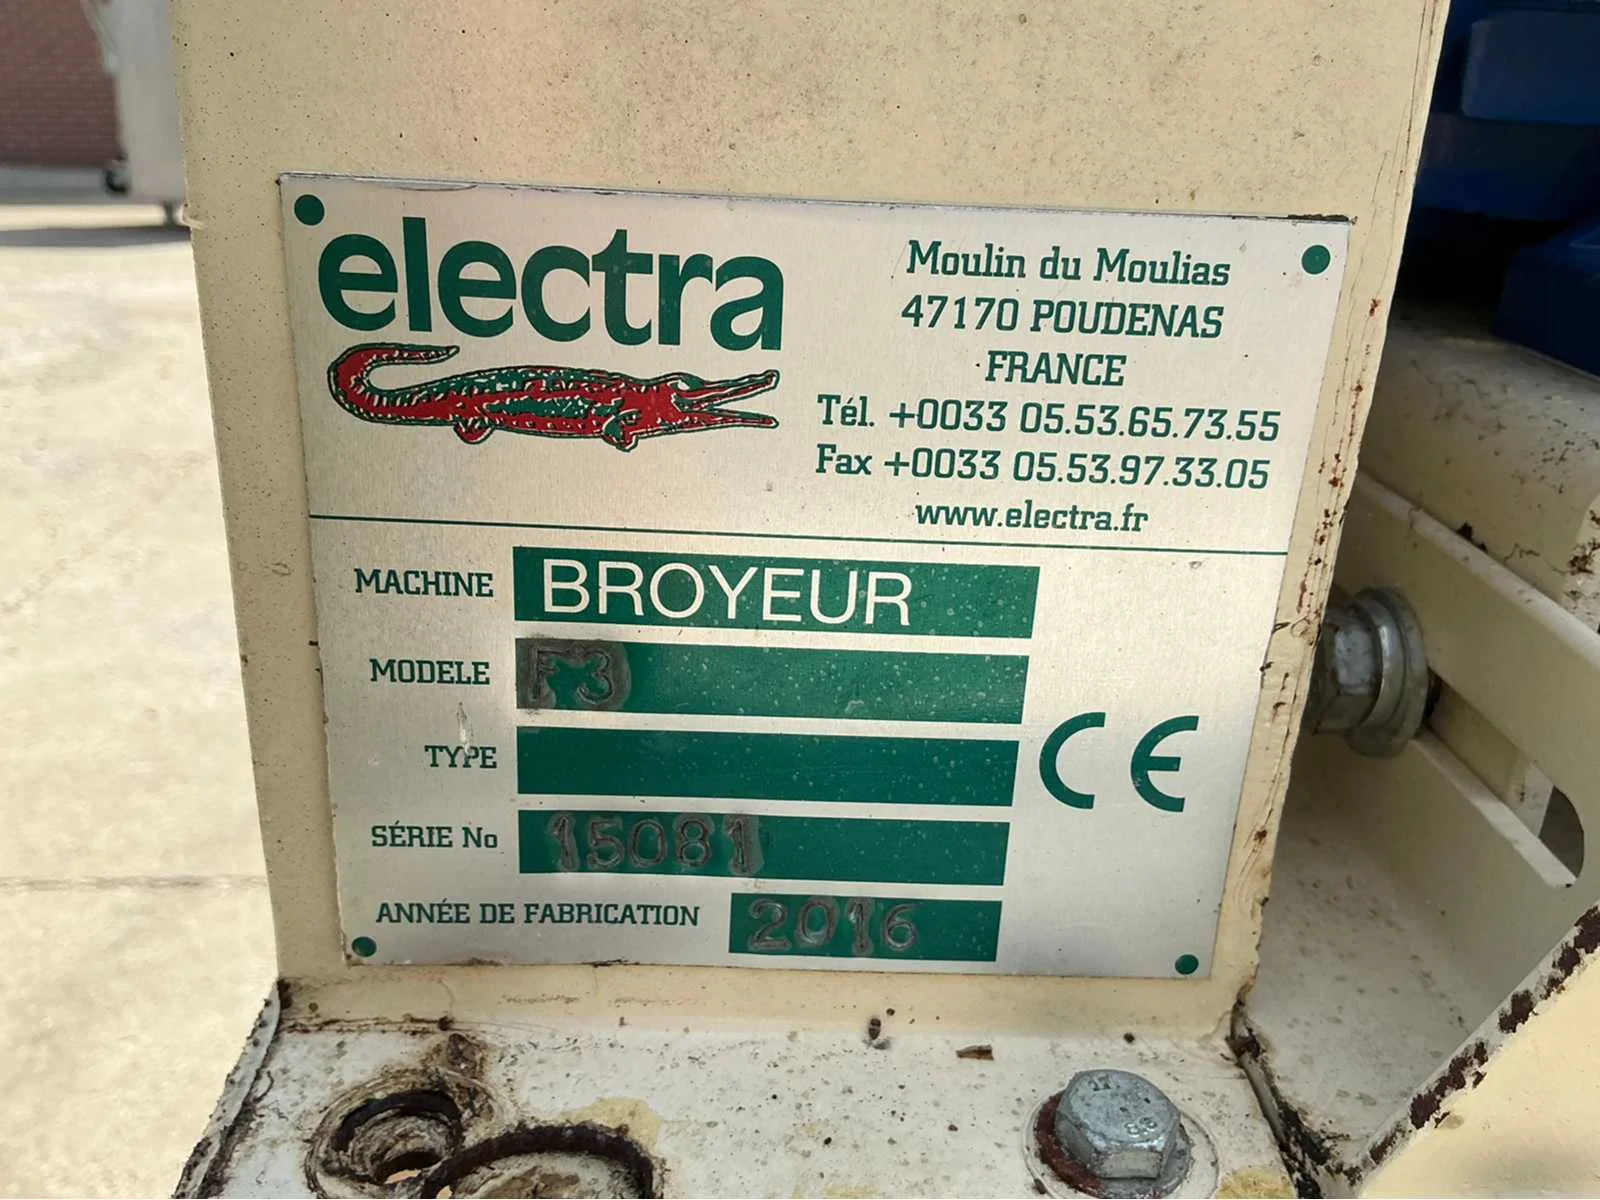 electra
Moulin du Moulias
47170 POUDENAS
FRANCE
Tél. +0033 05.53.65.73.55
Fax +0033 05.53.97.33.05
www.electra.fr
MACHINE BROYEUR
MODELE F3
TYPE
SÉRIE No 15081
ANNÉE DE FABRICATION 2016
CE